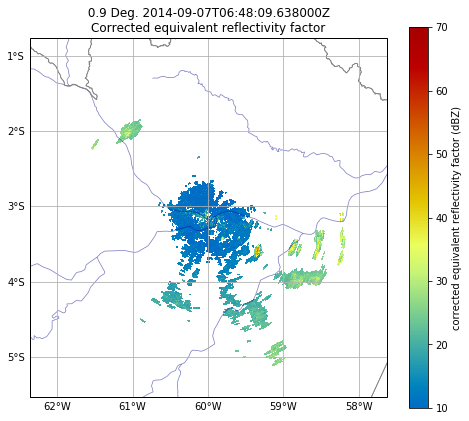 0.9 Deg. 2014-09-07T06:48:09.638000Z
Corrected equivalent reflectivity factor
1°S
2°S
3°S
4°S
5°S
62°W
61°W
60°W
59°W
58°W
70
60
50
40
30
20
10
corrected equivalent reflectivity factor (dBZ)